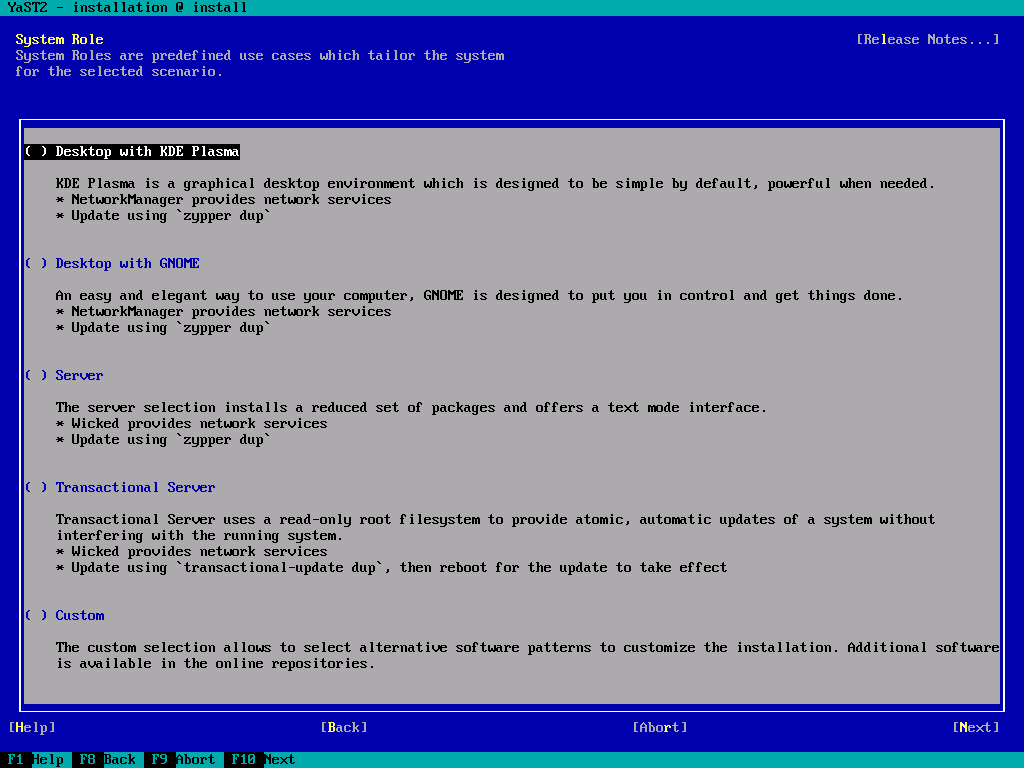 YaST2 - installation @ install
System Role [Release Notes...]
System Roles are predefined use cases which tailor the system
for the selected scenario.
( ) Desktop with KDE Plasma
KDE Plasma is a graphical desktop environment which is designed to be simple by default, powerful when needed.
* NetworkManager provides network services
* Update using `zypper dup`
( ) Desktop with GNOME
An easy and elegant way to use your computer, GNOME is designed to put you in control and get things done.
* NetworkManager provides network services
* Update using `zypper dup`
( ) Server
The server selection installs a reduced set of packages and offers a text mode interface.
* Wicked provides network services
* Update using `zypper dup`
( ) Transactional Server
Transactional Server uses a read-only root filesystem to provide atomic, automatic updates of a system without
interfering with the running system.
* Wicked provides network services
* Update using `transactional-update dup`, then reboot for the update to take effect
( ) Custom
The custom selection allows to select alternative software patterns to customize the installation. Additional software
is available in the online repositories.
[Help] [Back] [Abort] [Next]
F1 Help F8 Back F9 Abort F10 Next